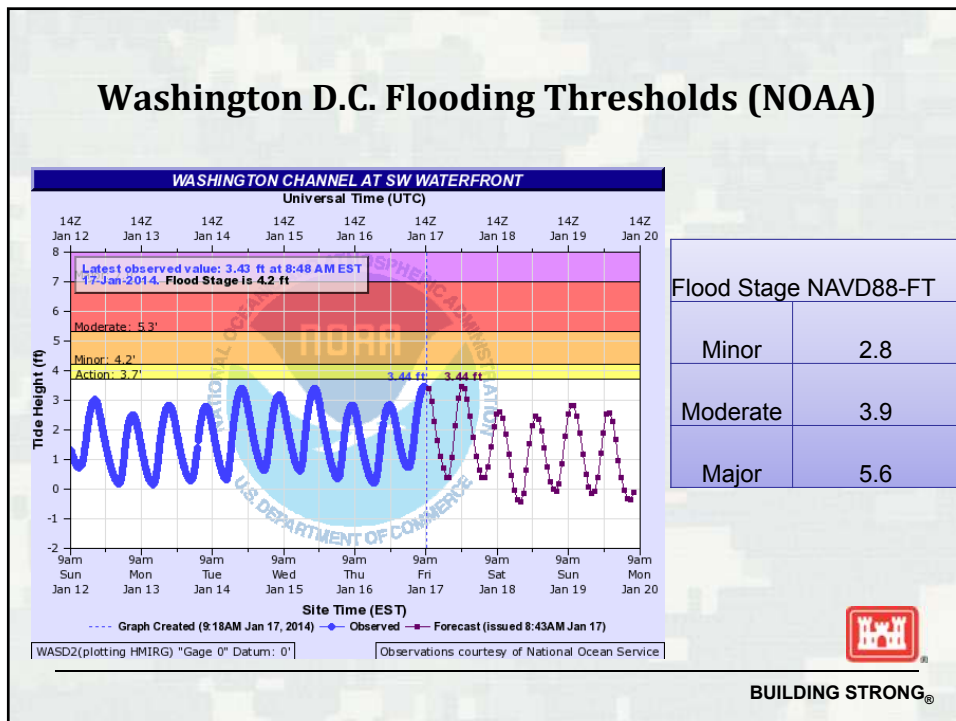 Washington D.C. Flooding Thresholds (NOAA)
WASHINGTON CHANNEL AT SW WATERFRONT
Universal Time (UTC)
14Z 14Z 14Z 14Z 14Z 14Z 14Z 14Z 14Z
Jan 12 Jan 13 Jan 14 Jan 15 Jan 16 Jan 17 Jan 18 Jan 19 Jan 20
Latest observed value: 3.43 ft at 8:48 AM EST
17-Jan-2014. Flood Stage is 4.2 ft
Moderate: 5.3'
Minor: 4.2'
Action: 3.7'
3.44 ft 3.44 ft
Tide Height (ft)
8
7
6
5
4
3
2
1
0
-1
-2
NOAA
NATIONAL OCEANIC AND ATMOSPHERIC ADMINISTRATION
U.S. DEPARTMENT OF COMMERCE
9am 9am 9am 9am 9am 9am 9am 9am 9am
Sun Mon Tue Wed Thu Fri Sat Sun Mon
Jan 12 Jan 13 Jan 14 Jan 15 Jan 16 Jan 17 Jan 18 Jan 19 Jan 20
Site Time (EST)
Graph Created (9:18AM Jan 17, 2014) Observed Forecast (issued 8:43AM Jan 17)
WASD2(plotting HMIRG) "Gage 0" Datum: 0' Observations courtesy of National Ocean Service
Flood Stage NAVD88-FT
Minor 2.8
Moderate 3.9
Major 5.6
BUILDING STRONG®